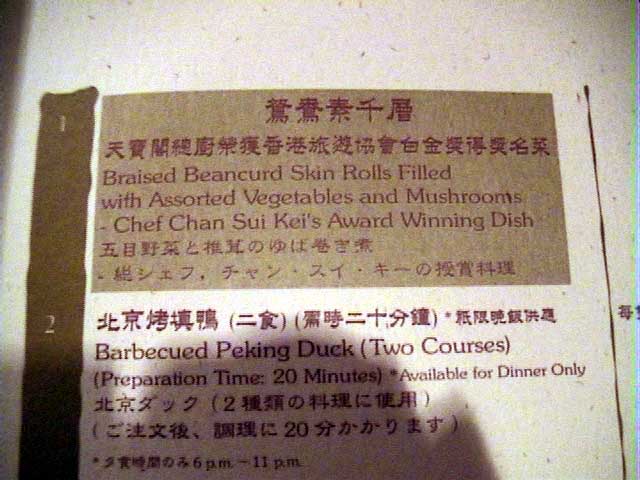 1
鴛鴦素千層
天寶閣總廚榮獲香港旅遊協會白金獎得獎名菜
Braised Beancurd Skin Rolls Filled
with Assorted Vegetables and Mushrooms
- Chef Chan Sui Kei's Award Winning Dish
五目野菜と椎茸のゆば巻き煮
- 総シェフ，チャン・スイ・キーの授賞料理
2
北京烤填鴨 (二食) (需時二十分鐘) *祇限晚飯供應
Barbecued Peking Duck (Two Courses)
(Preparation Time: 20 Minutes) *Available for Dinner Only
北京ダック (2種類の料理に使用)
(ご注文後、調理に20分かかります)
*夕食時間のみ6 p.m. – 11 p.m.
每